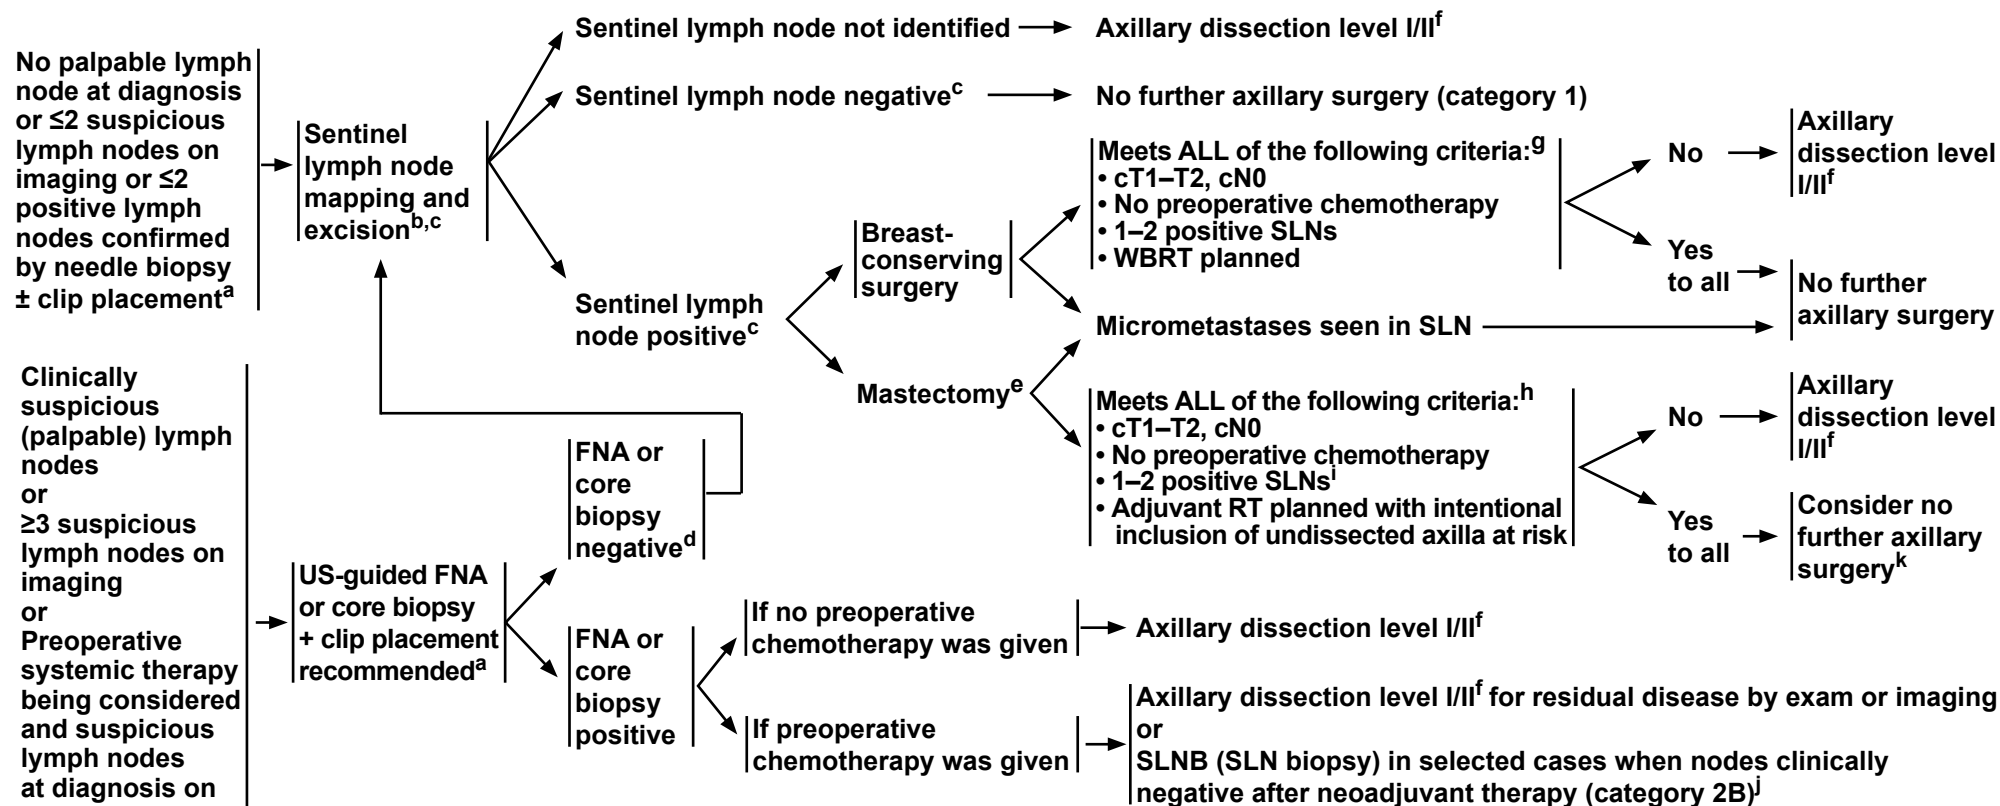 No palpable lymph
node at diagnosis
or ≤2 suspicious
lymph nodes on
imaging or ≤2
positive lymph
nodes confirmed
by needle biopsy
± clip placementᵃ
Sentinel
lymph node
mapping and
excisionᵇ,ᶜ
Sentinel lymph node not identified
Axillary dissection level I/IIᶠ
Sentinel lymph node negativeᶜ
No further axillary surgery (category 1)
Sentinel lymph
node positiveᶜ
Breast-
conserving
surgery
Meets ALL of the following criteria:ᵍ
• cT1–T2, cN0
• No preoperative chemotherapy
• 1–2 positive SLNs
• WBRT planned
No
Axillary
dissection level
I/IIᶠ
Yes
to all
No further
axillary surgery
Micrometastases seen in SLN
Mastectomyᵉ
Meets ALL of the following criteria:ʰ
• cT1–T2, cN0
• No preoperative chemotherapy
• 1–2 positive SLNsⁱ
• Adjuvant RT planned with intentional
inclusion of undissected axilla at risk
No
Axillary
dissection level
I/IIᶠ
Yes
to all
Consider no
further axillary
surgeryᵏ
Clinically
suspicious
(palpable) lymph
nodes
or
≥3 suspicious
lymph nodes on
imaging
or
Preoperative
systemic therapy
being considered
and suspicious
lymph nodes
at diagnosis on
US-guided FNA
or core biopsy
+ clip placement
recommendedᵃ
FNA or
core
biopsy
negativeᵈ
FNA or
core
biopsy
positive
If no preoperative
chemotherapy was given
Axillary dissection level I/IIᶠ
If preoperative
chemotherapy was given
Axillary dissection level I/IIᶠ for residual disease by exam or imaging
or
SLNB (SLN biopsy) in selected cases when nodes clinically
negative after neoadjuvant therapy (category 2B)ʲ